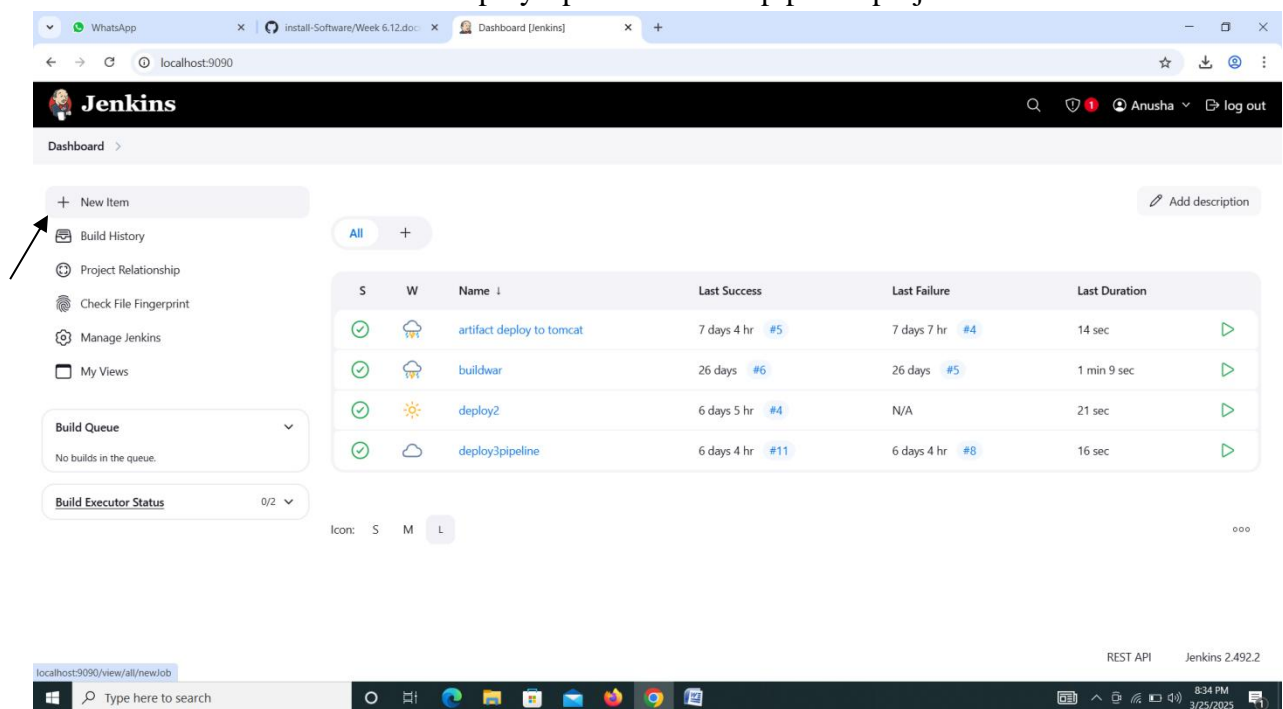 WhatsApp
install-Software/Week 6.12.doc
Dashboard [Jenkins]
localhost:9090
Jenkins
1
Anusha
log out
Dashboard
New Item
Add description
Build History
All
+
Project Relationship
Check File Fingerprint
Manage Jenkins
My Views
S W Name ↓ Last Success Last Failure Last Duration
artifact deploy to tomcat 7 days 4 hr #5 7 days 7 hr #4 14 sec
buildwar 26 days #6 26 days #5 1 min 9 sec
deploy2 6 days 5 hr #4 N/A 21 sec
deploy3pipeline 6 days 4 hr #11 6 days 4 hr #8 16 sec
Build Queue
No builds in the queue.
Build Executor Status 0/2
Icon: S M L
REST API Jenkins 2.492.2
localhost:9090/view/all/newJob
Type here to search
8:34 PM
3/25/2025